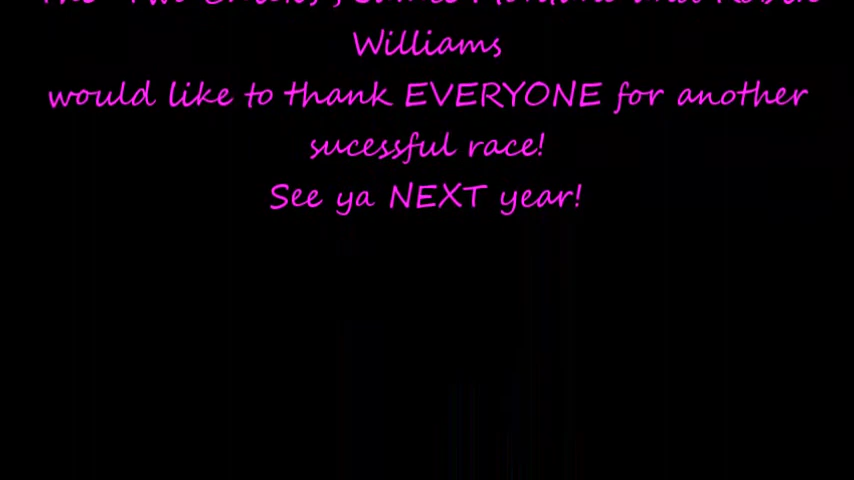 Williams
would like to thank EVERYONE for another
sucessful race!
See ya NEXT year!